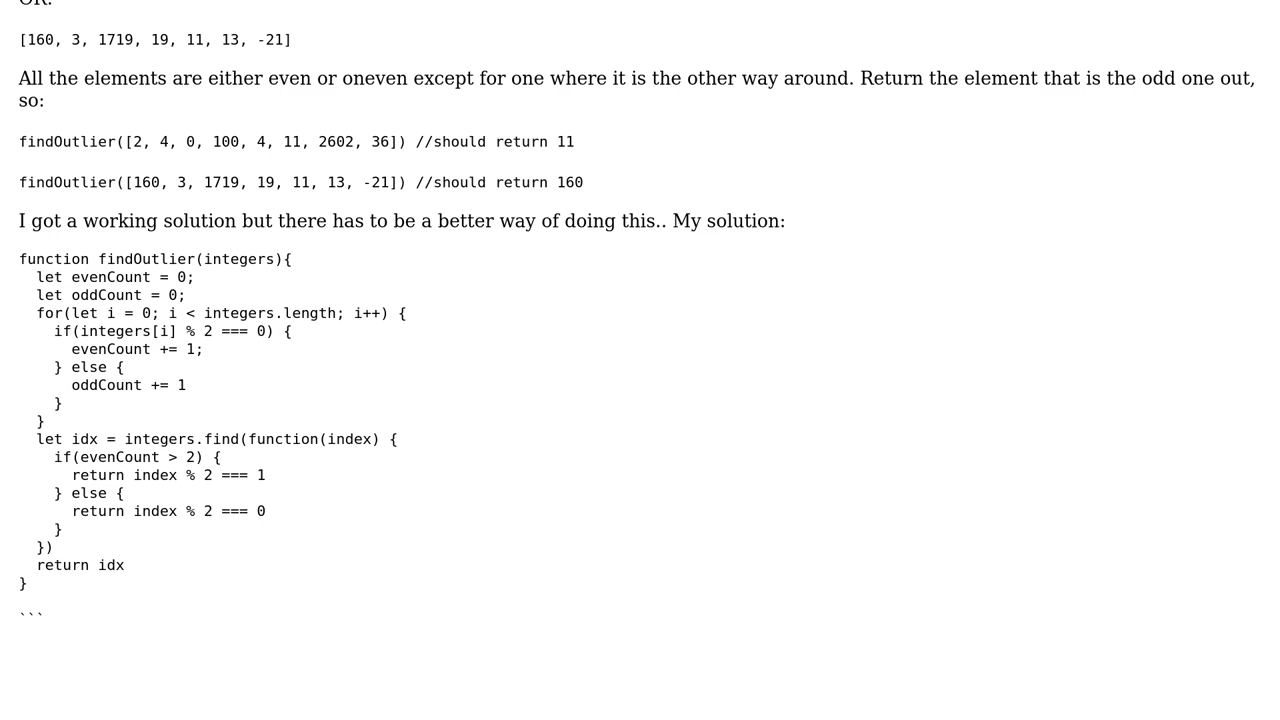 OR:
[160, 3, 1719, 19, 11, 13, -21]
All the elements are either even or oneven except for one where it is the other way around. Return the element that is the odd one out,
so:
findOutlier([2, 4, 0, 100, 4, 11, 2602, 36]) //should return 11
findOutlier([160, 3, 1719, 19, 11, 13, -21]) //should return 160
I got a working solution but there has to be a better way of doing this.. My solution:
function findOutlier(integers){
  let evenCount = 0;
  let oddCount = 0;
  for(let i = 0; i < integers.length; i++) {
    if(integers[i] % 2 === 0) {
      evenCount += 1;
    } else {
      oddCount += 1
    }
  }
  let idx = integers.find(function(index) {
    if(evenCount > 2) {
      return index % 2 === 1
    } else {
      return index % 2 === 0
    }
  })
  return idx
}
```